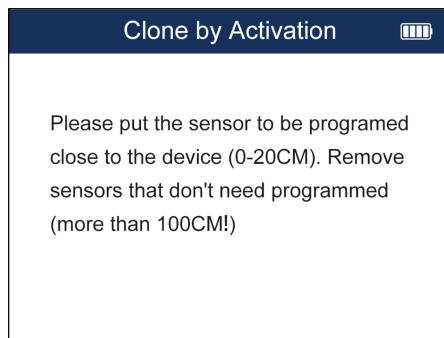 Clone by Activation
Please put the sensor to be programed
close to the device (0-20CM). Remove
sensors that don't need programmed
(more than 100CM!)